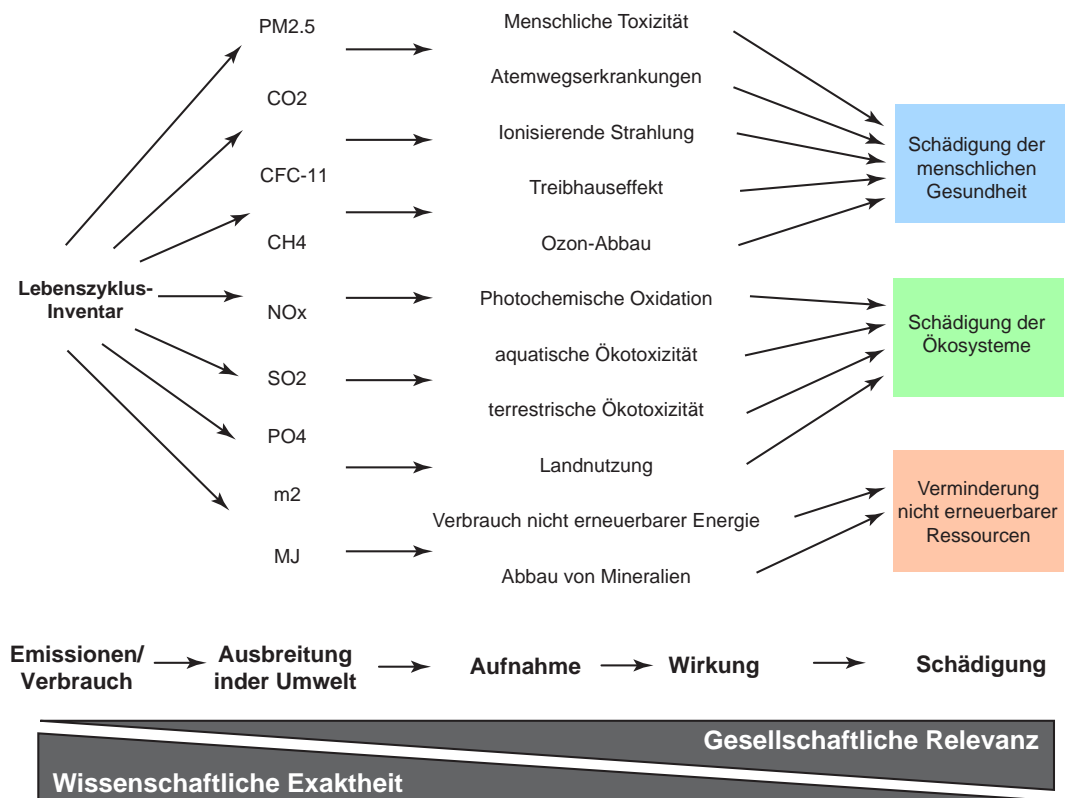 PM2.5
CO2
CFC-11
CH4
NOx
SO2
PO4
m2
MJ
Lebenszyklus-
Inventar
Menschliche Toxizität
Atemwegserkrankungen
Ionisierende Strahlung
Treibhauseffekt
Ozon-Abbau
Photochemische Oxidation
aquatische Ökotoxizität
terrestrische Ökotoxizität
Landnutzung
Verbrauch nicht erneuerbarer Energie
Abbau von Mineralien
Schädigung der
menschlichen
Gesundheit
Schädigung der
Ökosysteme
Verminderung
nicht erneuerbarer
Ressourcen
Emissionen/
Verbrauch
Ausbreitung
inder Umwelt
Aufnahme
Wirkung
Schädigung
Gesellschaftliche Relevanz
Wissenschaftliche Exaktheit